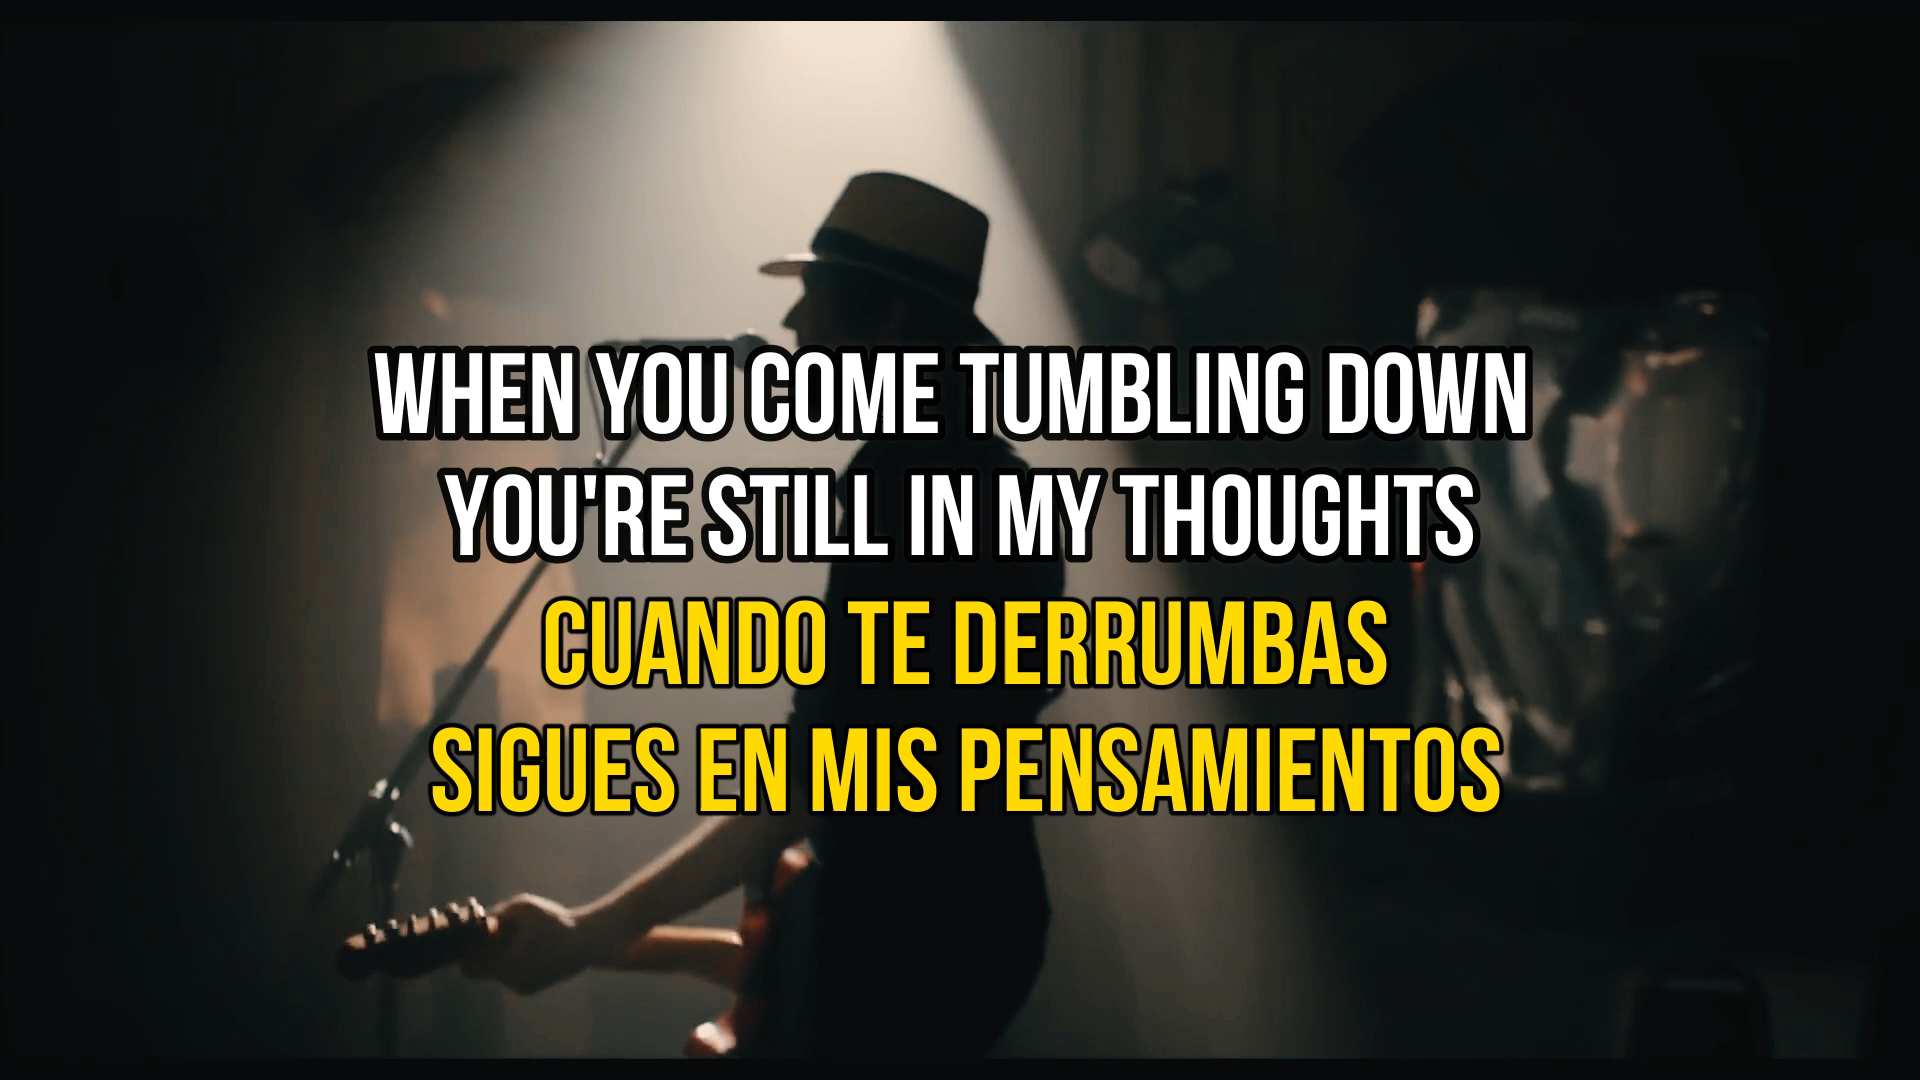 WHEN YOU COME TUMBLING DOWN
YOU'RE STILL IN MY THOUGHTS
CUANDO TE DERRUMBAS
SIGUES EN MIS PENSAMIENTOS